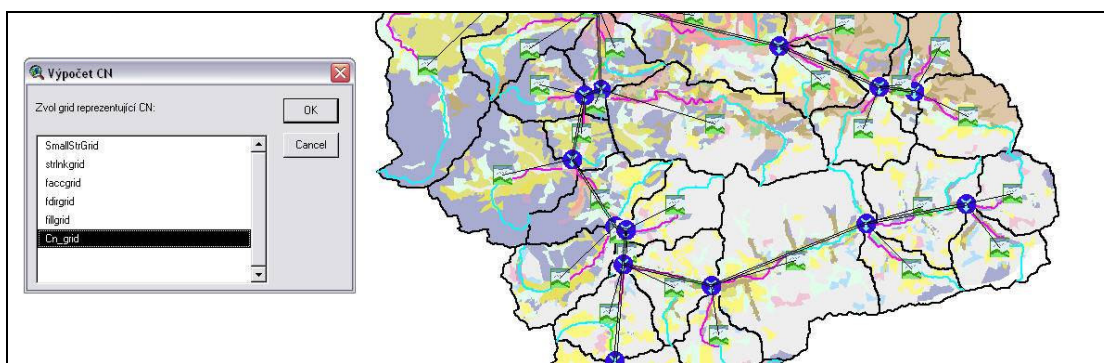 Výpočet CN
Zvol grid reprezentující CN:
OK
Cancel
SmallStrGrid
strlnkgrid
faccgrid
fdirgrid
fillgrid
Cn_grid